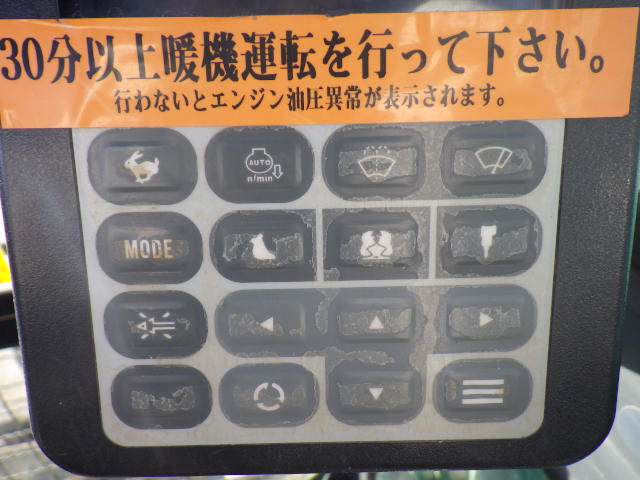 30分以上暖機運転を行って下さい。
行わないとエンジン油圧異常が表示されます。
AUTO
n/min
MODE